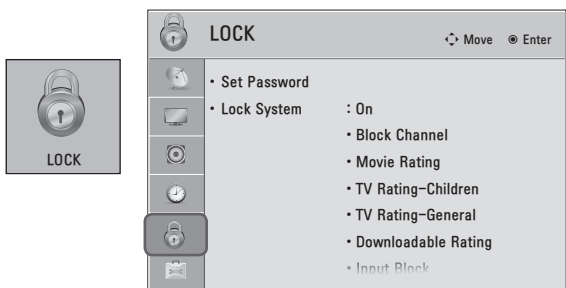 LOCK
LOCK
Move Enter
• Set Password
• Lock System : On
• Block Channel
• Movie Rating
• TV Rating-Children
• TV Rating-General
• Downloadable Rating
• Input Block